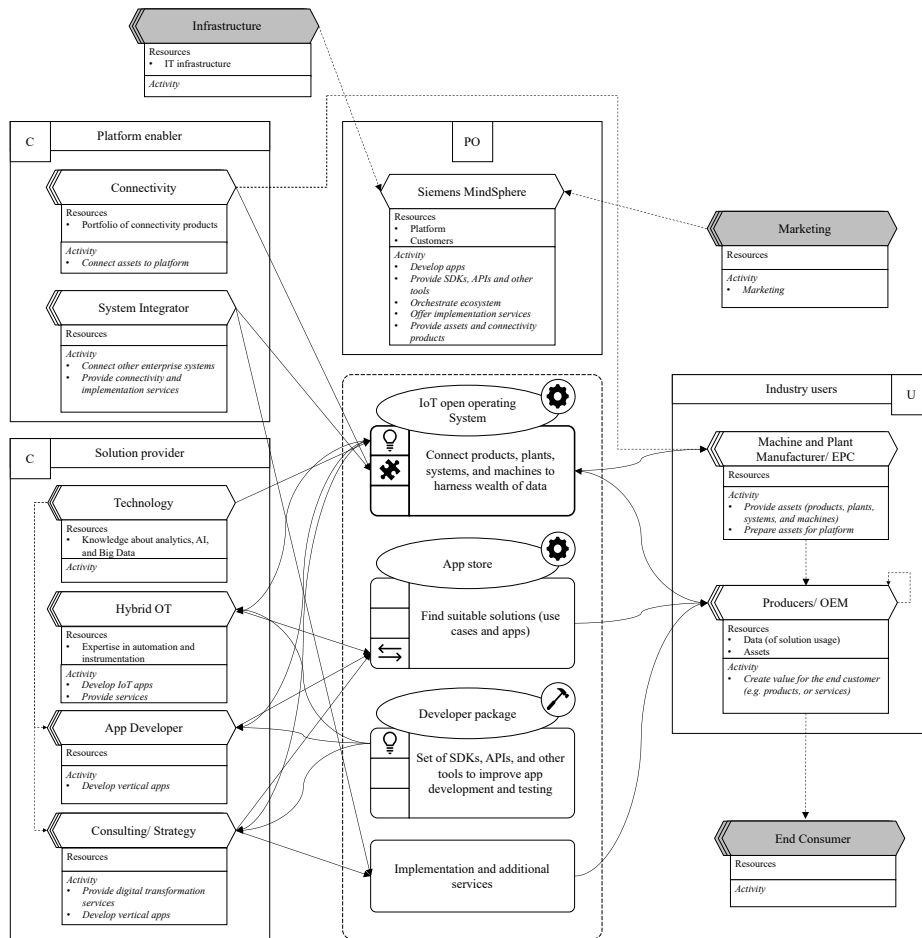 Infrastructure
Resources
• IT infrastructure
Activity
C
Platform enabler
Connectivity
Resources
• Portfolio of connectivity products
Activity
• Connect assets to platform
System Integrator
Resources
Activity
• Connect other enterprise systems
• Provide connectivity and
implementation services
PO
Siemens MindSphere
Resources
• Platform
• Customers
Activity
• Develop apps
• Provide SDKs, APIs and other
tools
• Orchestrate ecosystem
• Offer implementation services
• Provide assets and connectivity
products
Marketing
Resources
Activity
• Marketing
C
Solution provider
Technology
Resources
• Knowledge about analytics, AI,
and Big Data
Activity
Hybrid OT
Resources
• Expertise in automation and
instrumentation
Activity
• Develop IoT apps
• Provide services
App Developer
Resources
Activity
• Develop vertical apps
Consulting/ Strategy
Resources
Activity
• Provide digital transformation
services
• Develop vertical apps
IoT open operating
System
Connect products, plants,
systems, and machines to
harness wealth of data
App store
Find suitable solutions (use
cases and apps)
Developer package
Set of SDKs, APIs, and other
tools to improve app
development and testing
Implementation and additional
services
Industry users
U
Machine and Plant
Manufacturer/ EPC
Resources
Activity
• Provide assets (products, plants,
systems, and machines)
• Prepare assets for platform
Producers/ OEM
Resources
• Data (of solution usage)
• Assets
Activity
• Create value for the end customer
(e.g. products, or services)
End Consumer
Resources
Activity